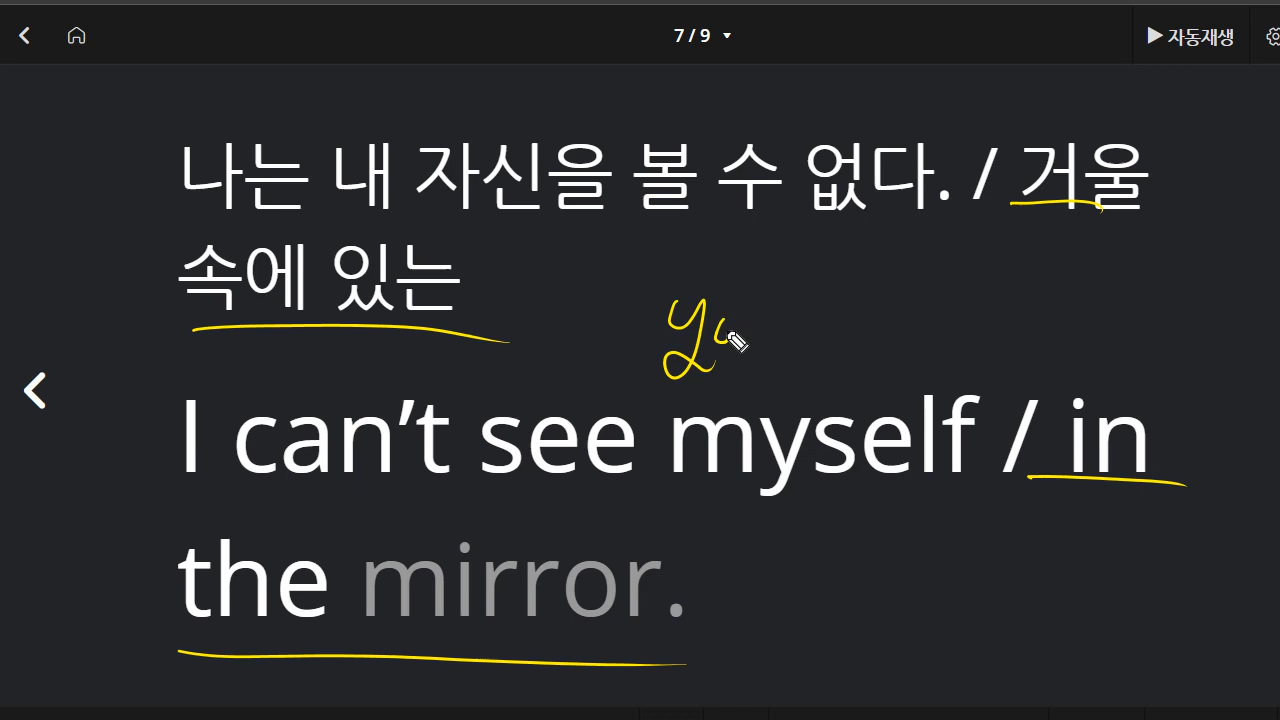 7 / 9
자동재생
나는 내 자신을 볼 수 없다. / 거울
속에 있는
I can't see myself / in
the mirror.